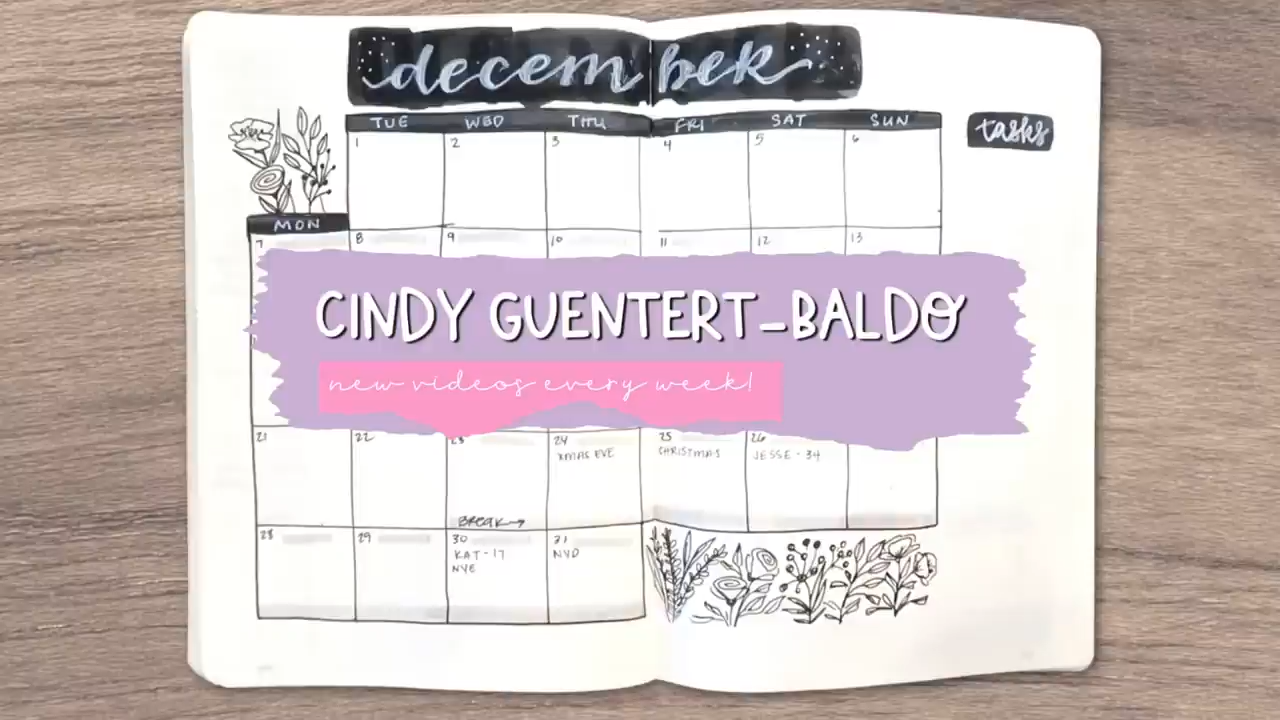 december
TUE WED THU FRI SAT SUN
tasks
1 2 3 4 5 6
MON
7 8 9 10 11 12 13
CINDY GUENTERT-BALDO
new videos every week!
21 22 23 24 25 26
XMAS EVE CHRISTMAS JESSE - 34
BREAK→
28 29 30 31
KAT - 17 NYD
NYE